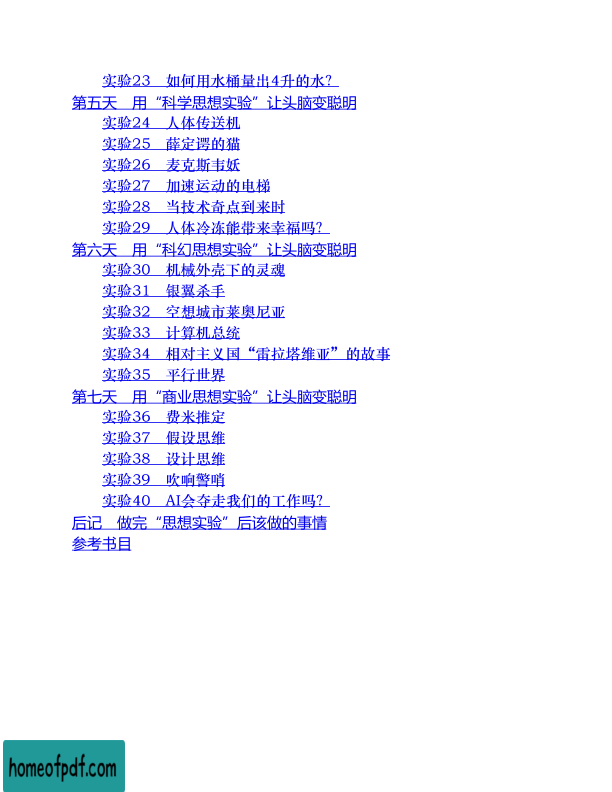 实验23　如何用水桶量出4升的水？
第五天　用“科学思想实验”让头脑变聪明
实验24　人体传送机
实验25　薛定谔的猫
实验26　麦克斯韦妖
实验27　加速运动的电梯
实验28　当技术奇点到来时
实验29　人体冷冻能带来幸福吗？
第六天　用“科幻思想实验”让头脑变聪明
实验30　机械外壳下的灵魂
实验31　银翼杀手
实验32　空想城市莱奥尼亚
实验33　计算机总统
实验34　相对主义国“雷拉塔维亚”的故事
实验35　平行世界
第七天　用“商业思想实验”让头脑变聪明
实验36　费米推定
实验37　假设思维
实验38　设计思维
实验39　吹响警哨
实验40　AI会夺走我们的工作吗？
后记　做完“思想实验”后该做的事情
参考书目
homeofpdf.com